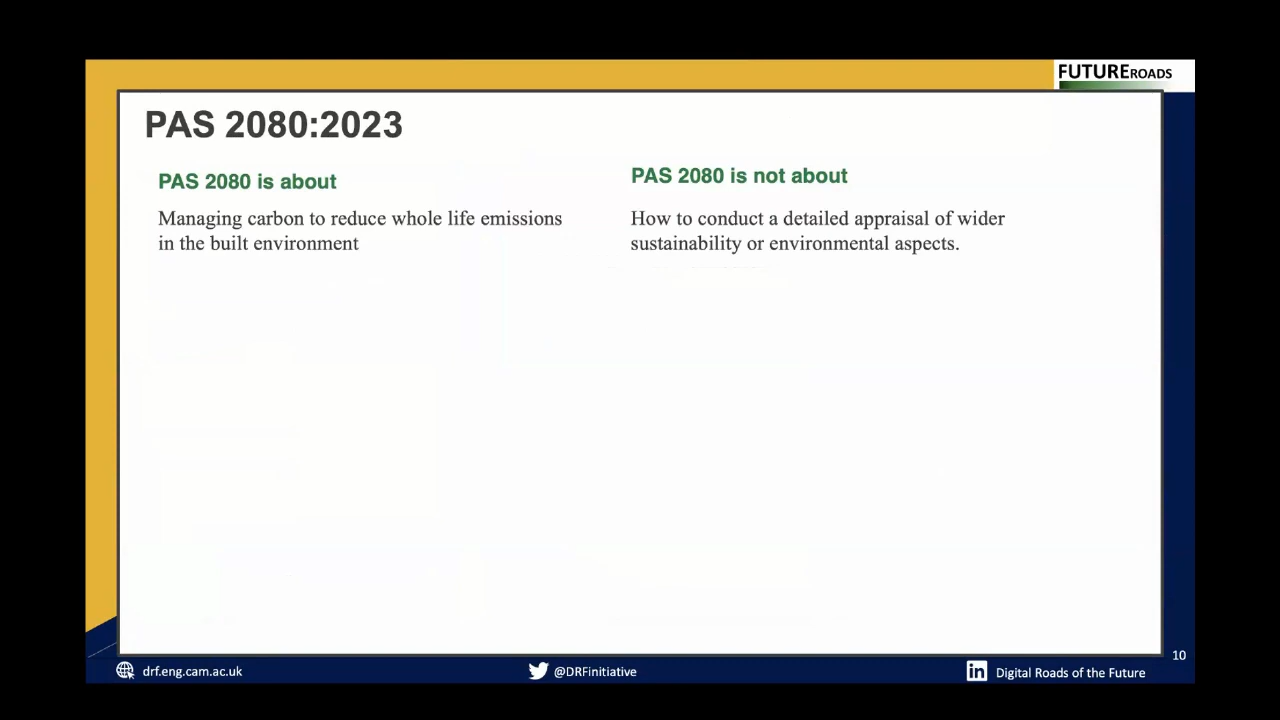 FUTUREROADS
PAS 2080:2023
PAS 2080 is about
Managing carbon to reduce whole life emissions
in the built environment
PAS 2080 is not about
How to conduct a detailed appraisal of wider
sustainability or environmental aspects.
10
drf.eng.cam.ac.uk
@DRFinitiative
in
Digital Roads of the Future